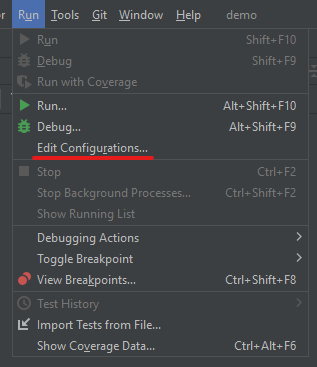 Run Tools Git Window Help demo
Run Shift+F10
Debug Shift+F9
Run with Coverage
Run... Alt+Shift+F10
Debug... Alt+Shift+F9
Edit Configurations...
Stop Ctrl+F2
Stop Background Processes... Ctrl+Shift+F2
Show Running List
Debugging Actions
Toggle Breakpoint
View Breakpoints... Ctrl+Shift+F8
Test History
Import Tests from File...
Show Coverage Data... Ctrl+Alt+F6